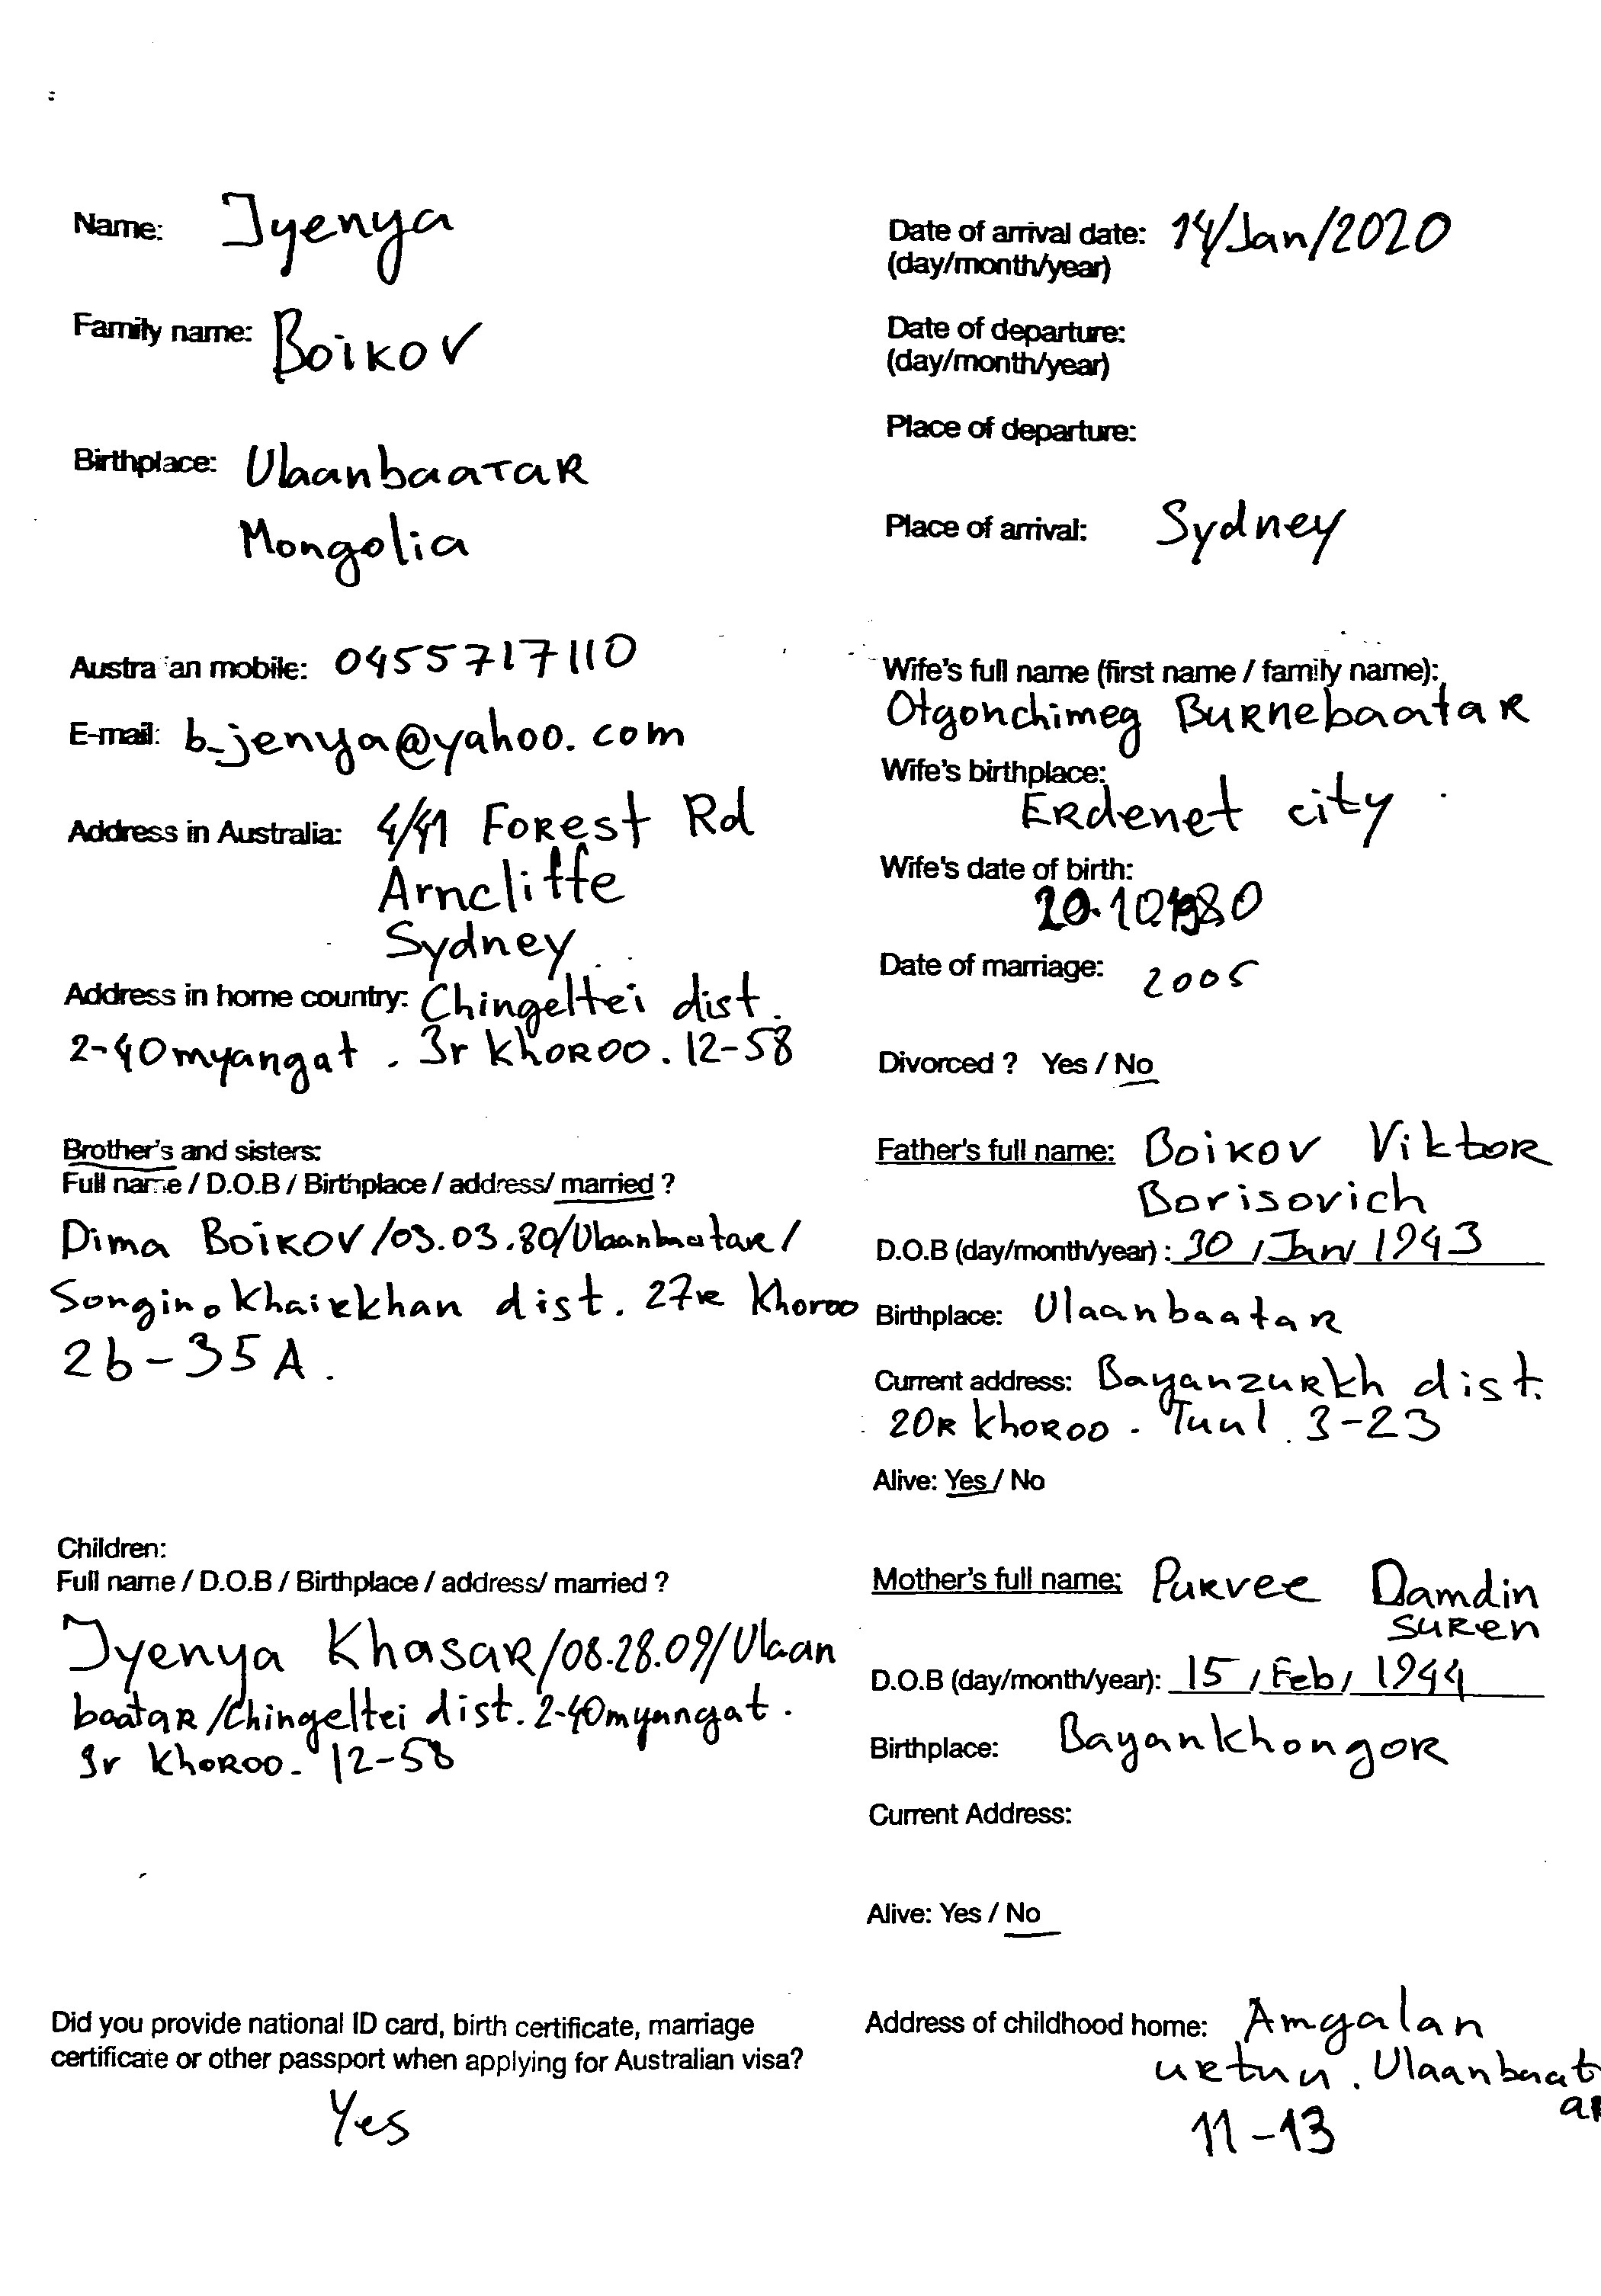 Name: Jyenya
Family name: Boikov
Birthplace: Ulaanbaatar
Mongolia
Austra an mobile: 0455717110
E-mail: b_jenya@yahoo.com
Address in Australia: 4/41 Forest Rd
Arncliffe
Sydney
Address in home country: Chingeltei dist.
2-40 myangat. 3r khoroo. 12-58
Brother's and sisters:
Full name / D.O.B / Birthplace / address/ married ?
Dima Boikov /03.03.80/Ulaanbaatar/
Songino khairkhan dist. 27r khoroo
2b-35A.
Children:
Full name / D.O.B / Birthplace / address/ married ?
Jyenya Khasar/08.28.09/Ulaan
baatar/Chingeltei dist. 2-40myangat.
3r khoroo. 12-58
Did you provide national ID card, birth certificate, marriage
certificate or other passport when applying for Australian visa?
Yes
Date of arrival date: 14/Jan/2020
(day/month/year)
Date of departure:
(day/month/year)
Place of departure:
Place of arrival: Sydney
Wife's full name (first name / family name):
Otgonchimeg Burnebaatar
Wife's birthplace:
Erdenet city
Wife's date of birth:
20.10.1980
Date of marriage: 2005
Divorced ? Yes / No
Father's full name: Boikov Viktor
Borisovich
D.O.B (day/month/year) : 30 / Jan/ 1943
Birthplace: Ulaanbaatar
Current address: Bayanzurkh dist.
20r khoroo. Tuul. 3-23
Alive: Yes / No
Mother's full name: Purvee Damdin
suren
D.O.B (day/month/year): 15 / Feb / 1944
Birthplace: Bayankhongor
Current Address:
Alive: Yes / No
Address of childhood home: Amgalan
urtuu. Ulaanbaat
ar
11-13